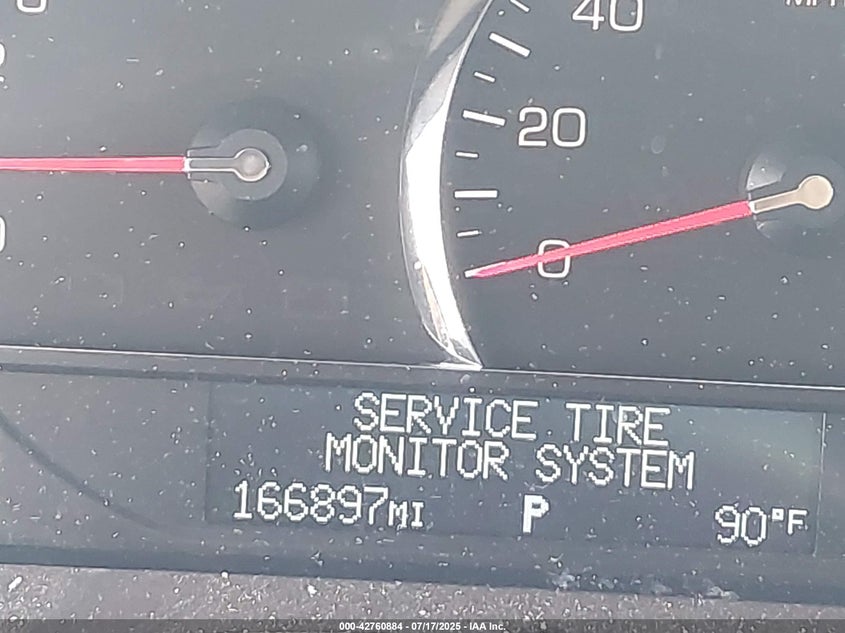 40
20
0
SERVICE TIRE
MONITOR SYSTEM
166897MI P 90°F
000-42760884 - 07/17/2025 - IAA Inc.